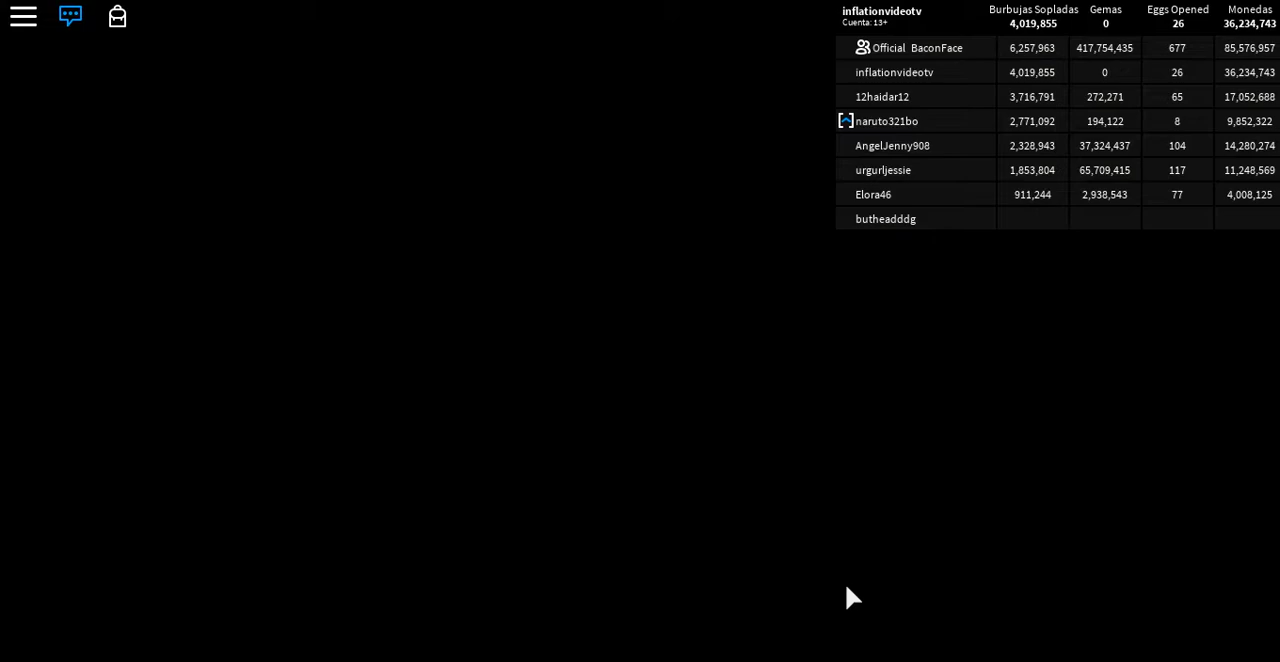 inflationvideotv Burbujas Sopladas Gemas Eggs Opened Monedas
Cuenta: 13+ 4,019,855 0 26 36,234,743
Official BaconFace 6,257,963 417,754,435 677 85,576,957
inflationvideotv 4,019,855 0 26 36,234,743
12haidar12 3,716,791 272,271 65 17,052,688
naruto321bo 2,771,092 194,122 8 9,852,322
AngelJenny908 2,328,943 37,324,437 104 14,280,274
urgurljessie 1,853,804 65,709,415 117 11,248,569
Elora46 911,244 2,938,543 77 4,008,125
butheadddg